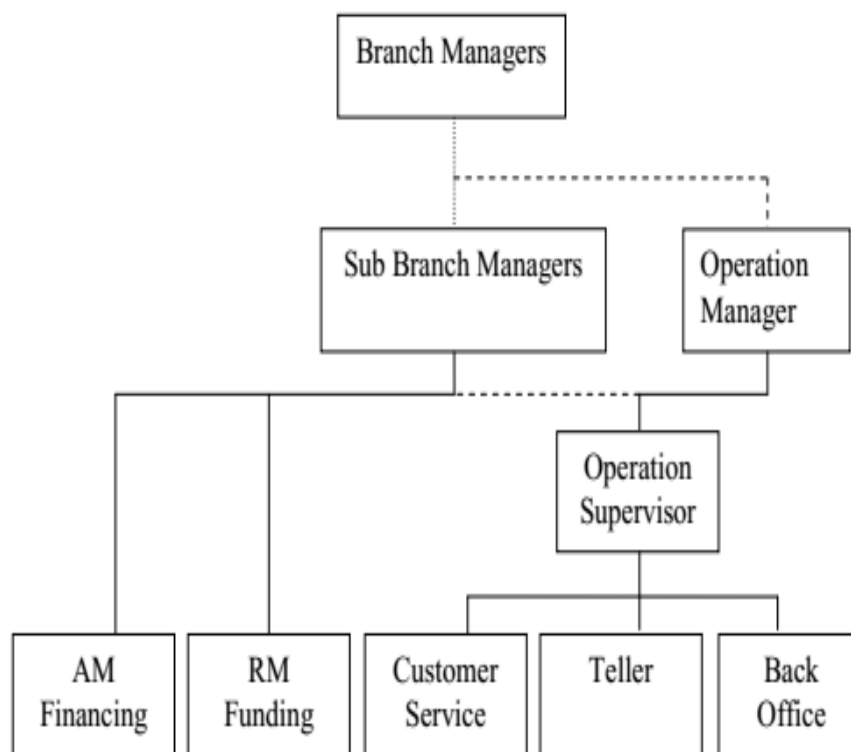 Branch Managers
Sub Branch Managers
Operation
Manager
Operation
Supervisor
AM
Financing
RM
Funding
Customer
Service
Teller
Back
Office